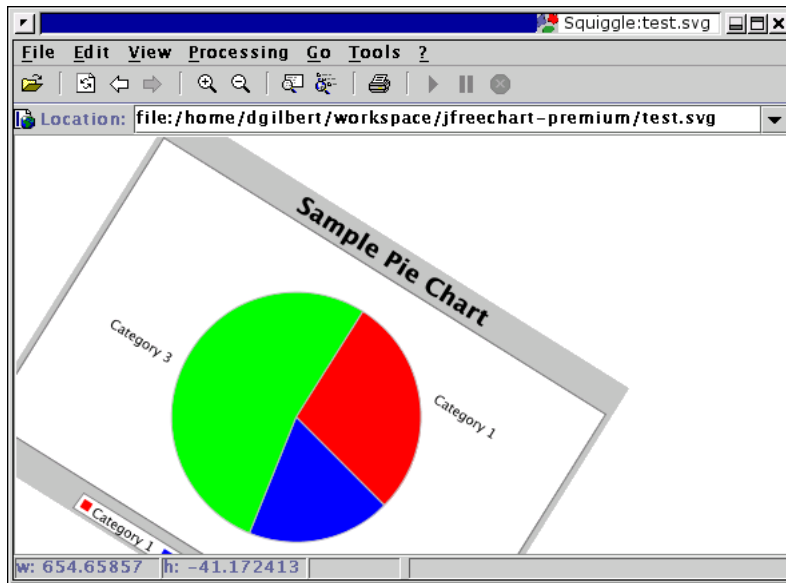 Squiggle:test.svg
File Edit View Processing Go Tools ?
Location: file:/home/dgilbert/workspace/jfreechart-premium/test.svg
Sample Pie Chart
Category 3
Category 1
Category 1
w: 654.65857 h: -41.172413